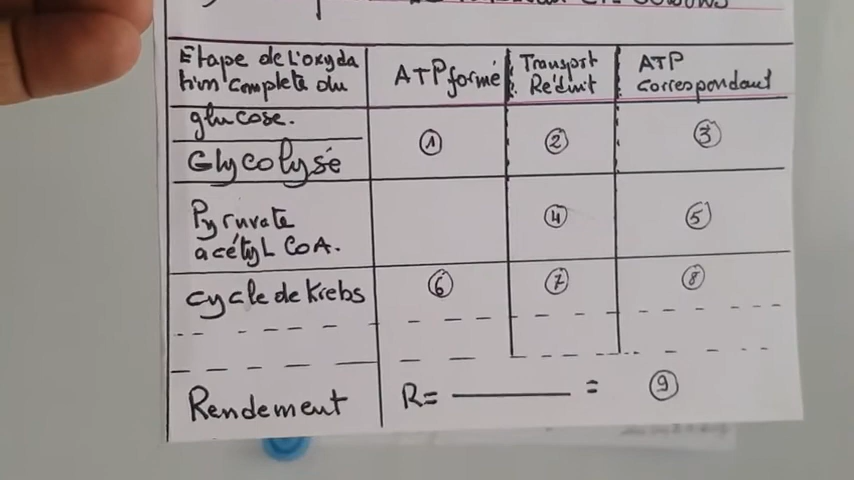 Etape de L'oxyda
tion complete du
glucose.
ATP formé
Transport
Réduit
ATP
correspondant
Glycolyse
1
2
3
Pyruvate
acétyL COA.
4
5
cycle de Krebs
6
7
8
Rendement
R= =
9